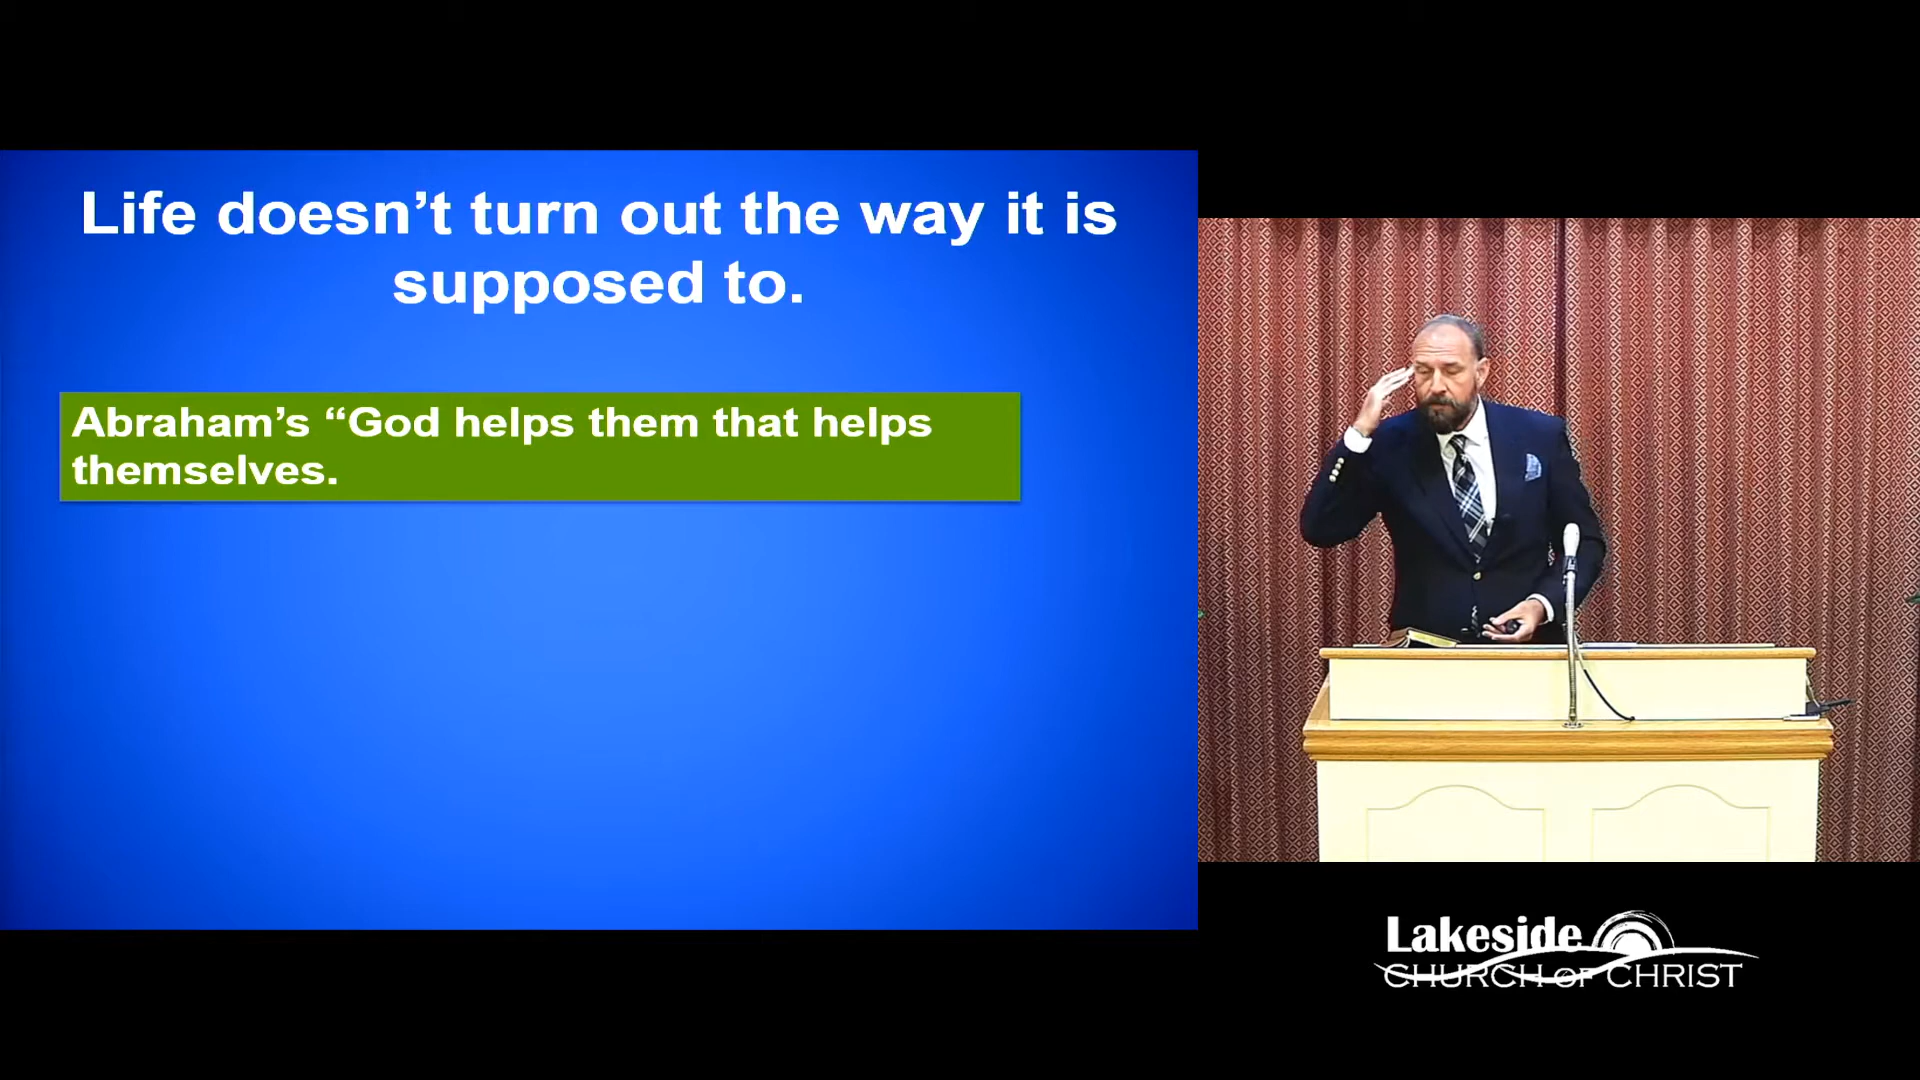 Life doesn’t turn out the way it is
supposed to.
Abraham’s “God helps them that helps
themselves.
Lakeside
CHURCH OF CHRIST